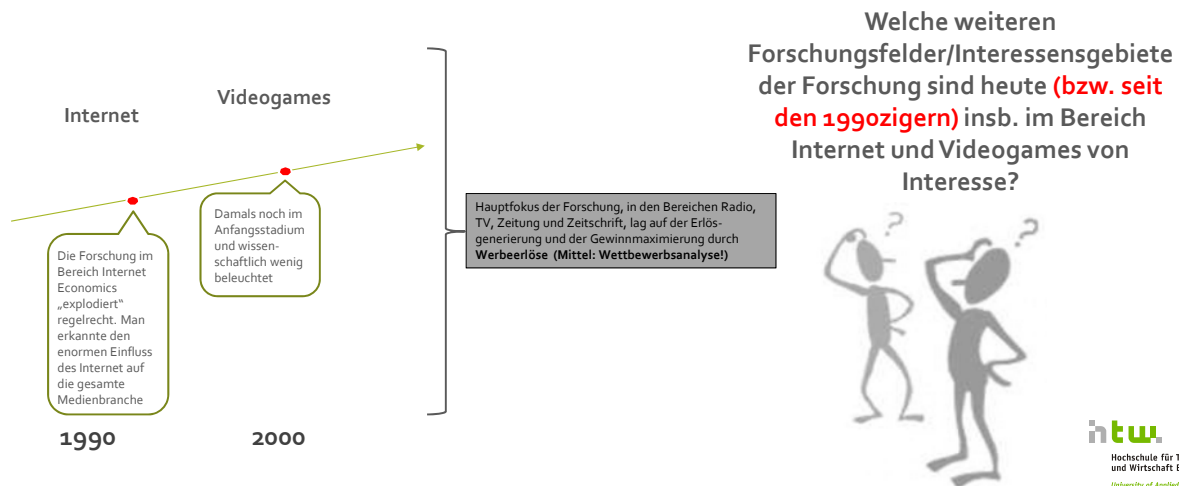 Internet
Videogames
Die Forschung im
Bereich Internet
Economics
„explodiert“
regelrecht. Man
erkannte den
enormen Einfluss
des Internet auf
die gesamte
Medienbranche
Damals noch im
Anfangsstadium
und wissen-
schaftlich wenig
beleuchtet
1990
2000
Hauptfokus der Forschung, in den Bereichen Radio,
TV, Zeitung und Zeitschrift, lag auf der Erlös-
generierung und der Gewinnmaximierung durch
Werbeerlöse (Mittel: Wettbewerbsanalyse!)
Welche weiteren
Forschungsfelder/Interessensgebiete
der Forschung sind heute (bzw. seit
den 1990zigern) insb. im Bereich
Internet und Videogames von
Interesse?
?
?
htw.
Hochschule für T
und Wirtschaft B
University of Applied